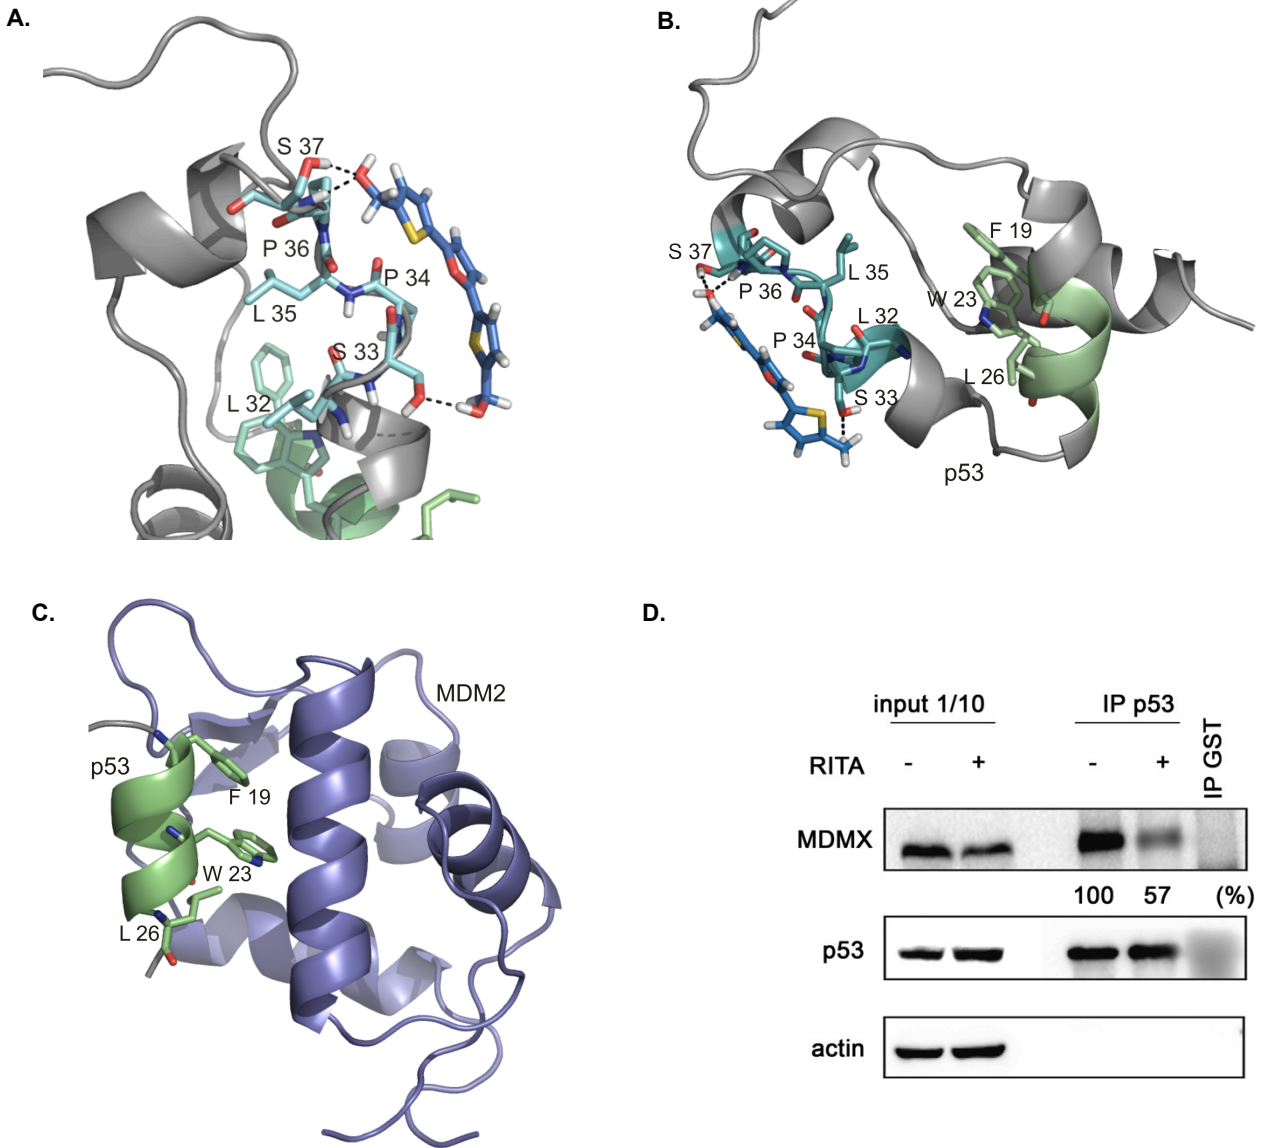 A.
S 37
P 36
P 34
L 35
S 33
L 32
B.
F 19
S 37
L 35
P 36
W 23
L 32
P 34
L 26
S 33
p53
C.
MDM2
p53
F 19
W 23
L 26
D.
input 1/10 IP p53 IP GST
RITA - + - +
MDMX
100 57 (%)
p53
actin